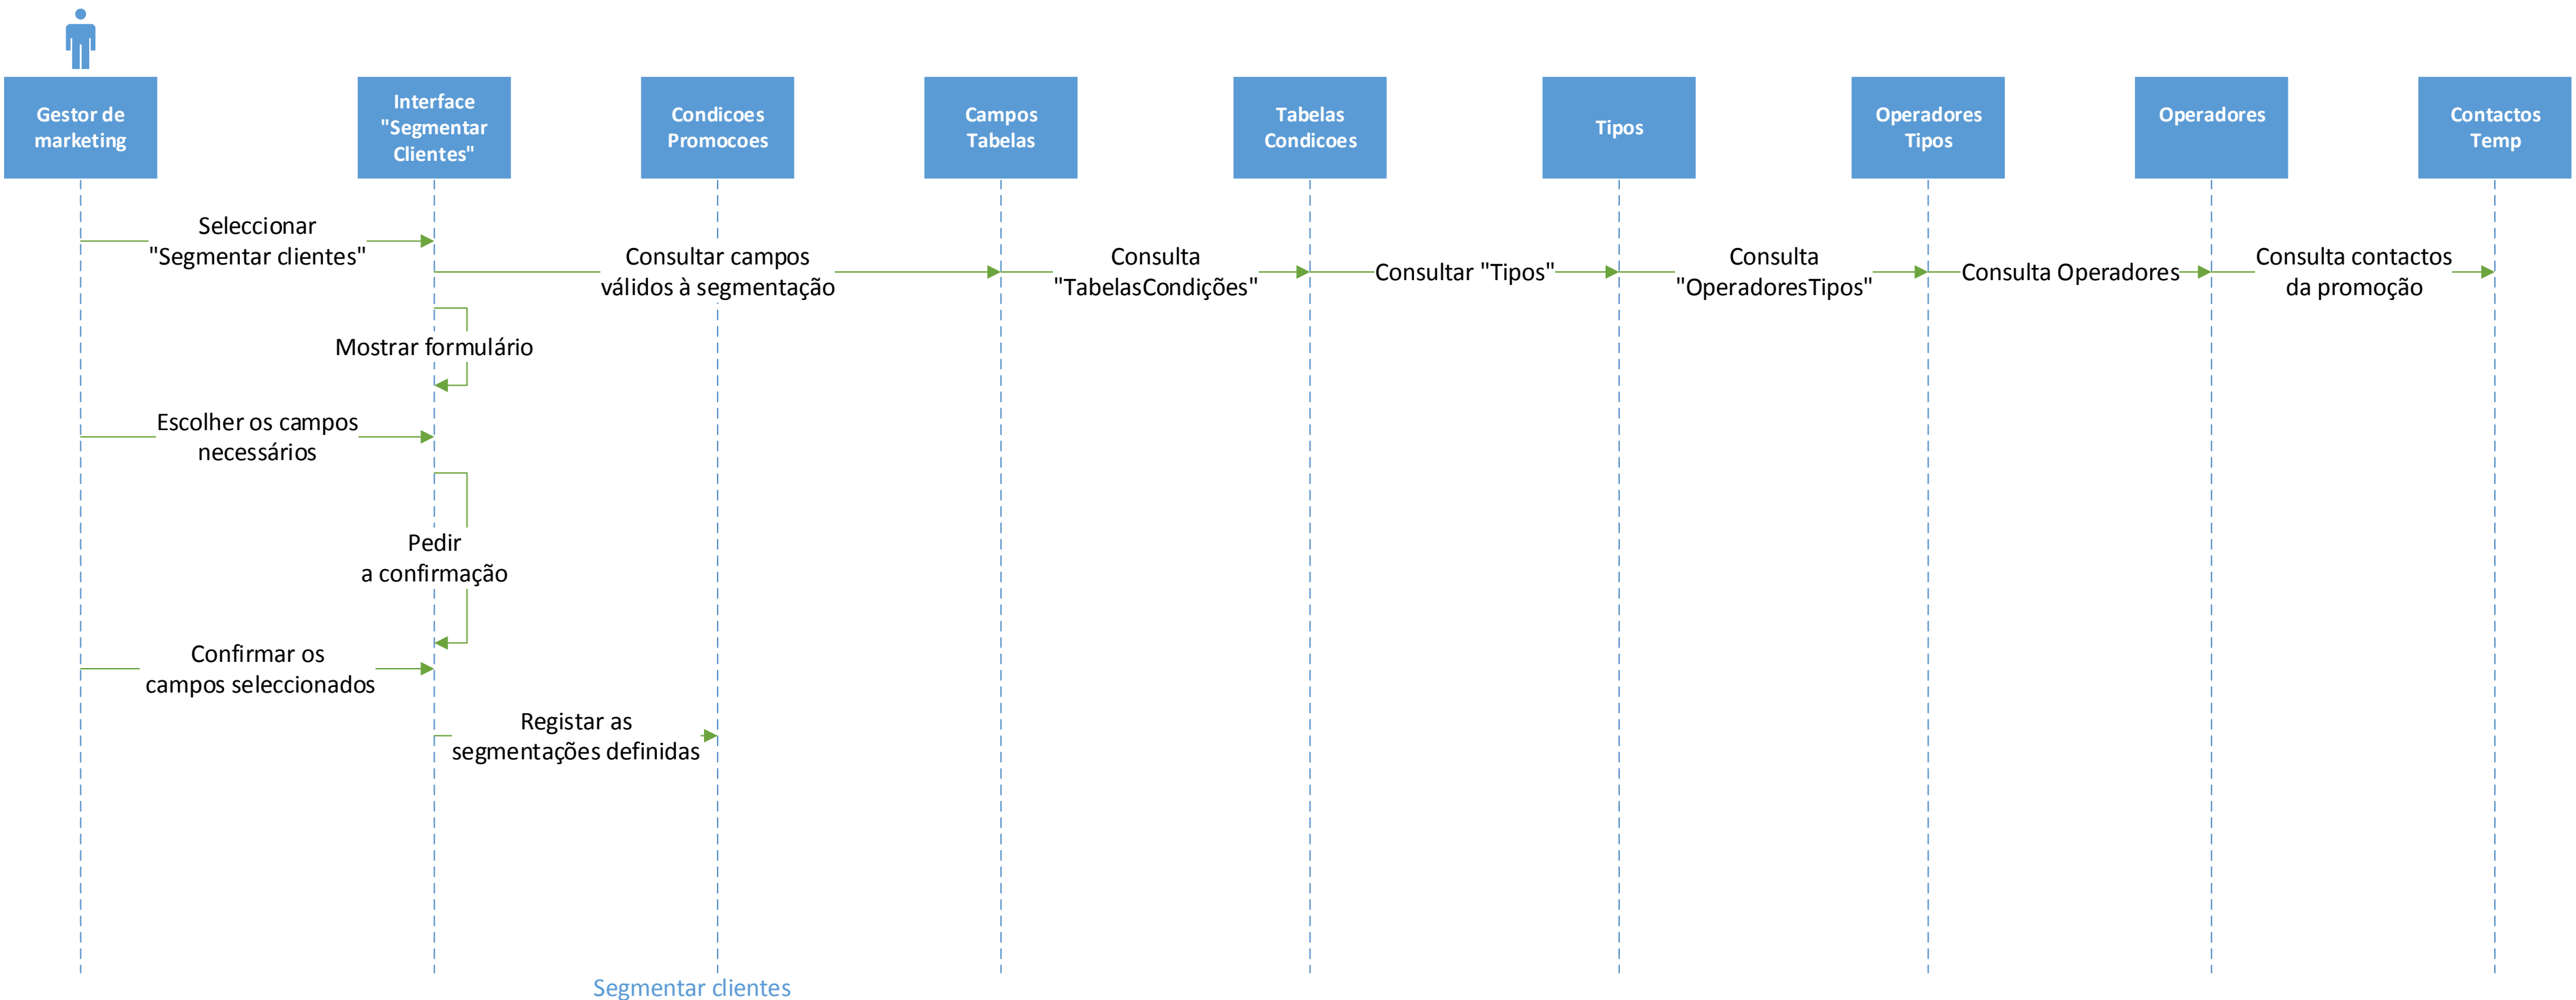 Gestor de
marketing
Interface
"Segmentar
Clientes"
Condicoes
Promocoes
Campos
Tabelas
Tabelas
Condicoes
Tipos
Operadores
Tipos
Operadores
Contactos
Temp
Seleccionar
"Segmentar clientes"
Consultar campos
válidos à segmentação
Consulta
"TabelasCondições"
Consultar "Tipos"
Consulta
"OperadoresTipos"
Consulta Operadores
Consulta contactos
da promoção
Mostrar formulário
Escolher os campos
necessários
Pedir
a confirmação
Confirmar os
campos seleccionados
Registar as
segmentações definidas
Segmentar clientes